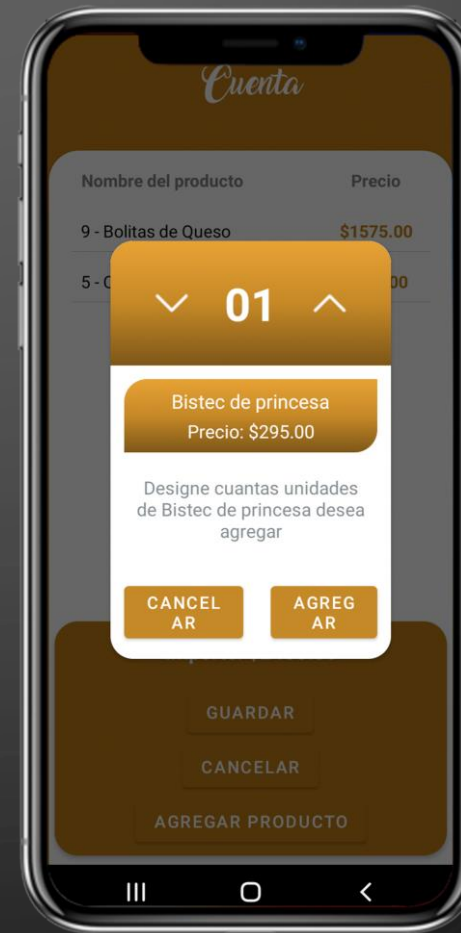 Cuenta
Nombre del producto Precio
9 - Bolitas de Queso $1575.00
5 - 00
01
Bistec de princesa
Precio: $295.00
Designe cuantas unidades
de Bistec de princesa desea
agregar
CANCEL
AR
AGREG
AR
GUARDAR
CANCELAR
AGREGAR PRODUCTO